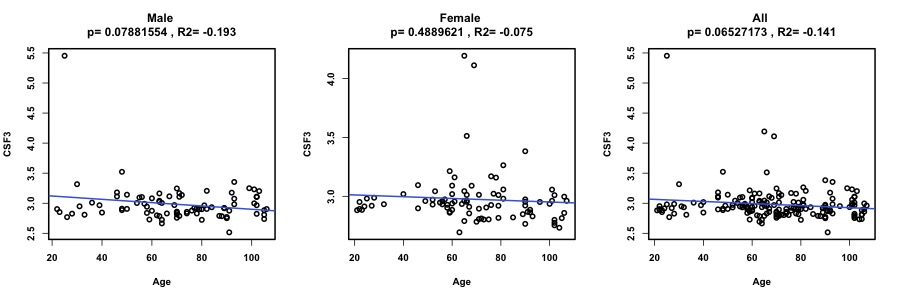 Male
p= 0.07881554 , R2= -0.193
CSF3
5.5
5.0
4.5
4.0
3.5
3.0
2.5
20 40 60 80 100
Age
Female
p= 0.4889621 , R2= -0.075
CSF3
4.0
3.5
3.0
20 40 60 80 100
Age
All
p= 0.06527173 , R2= -0.141
CSF3
5.5
5.0
4.5
4.0
3.5
3.0
2.5
20 40 60 80 100
Age